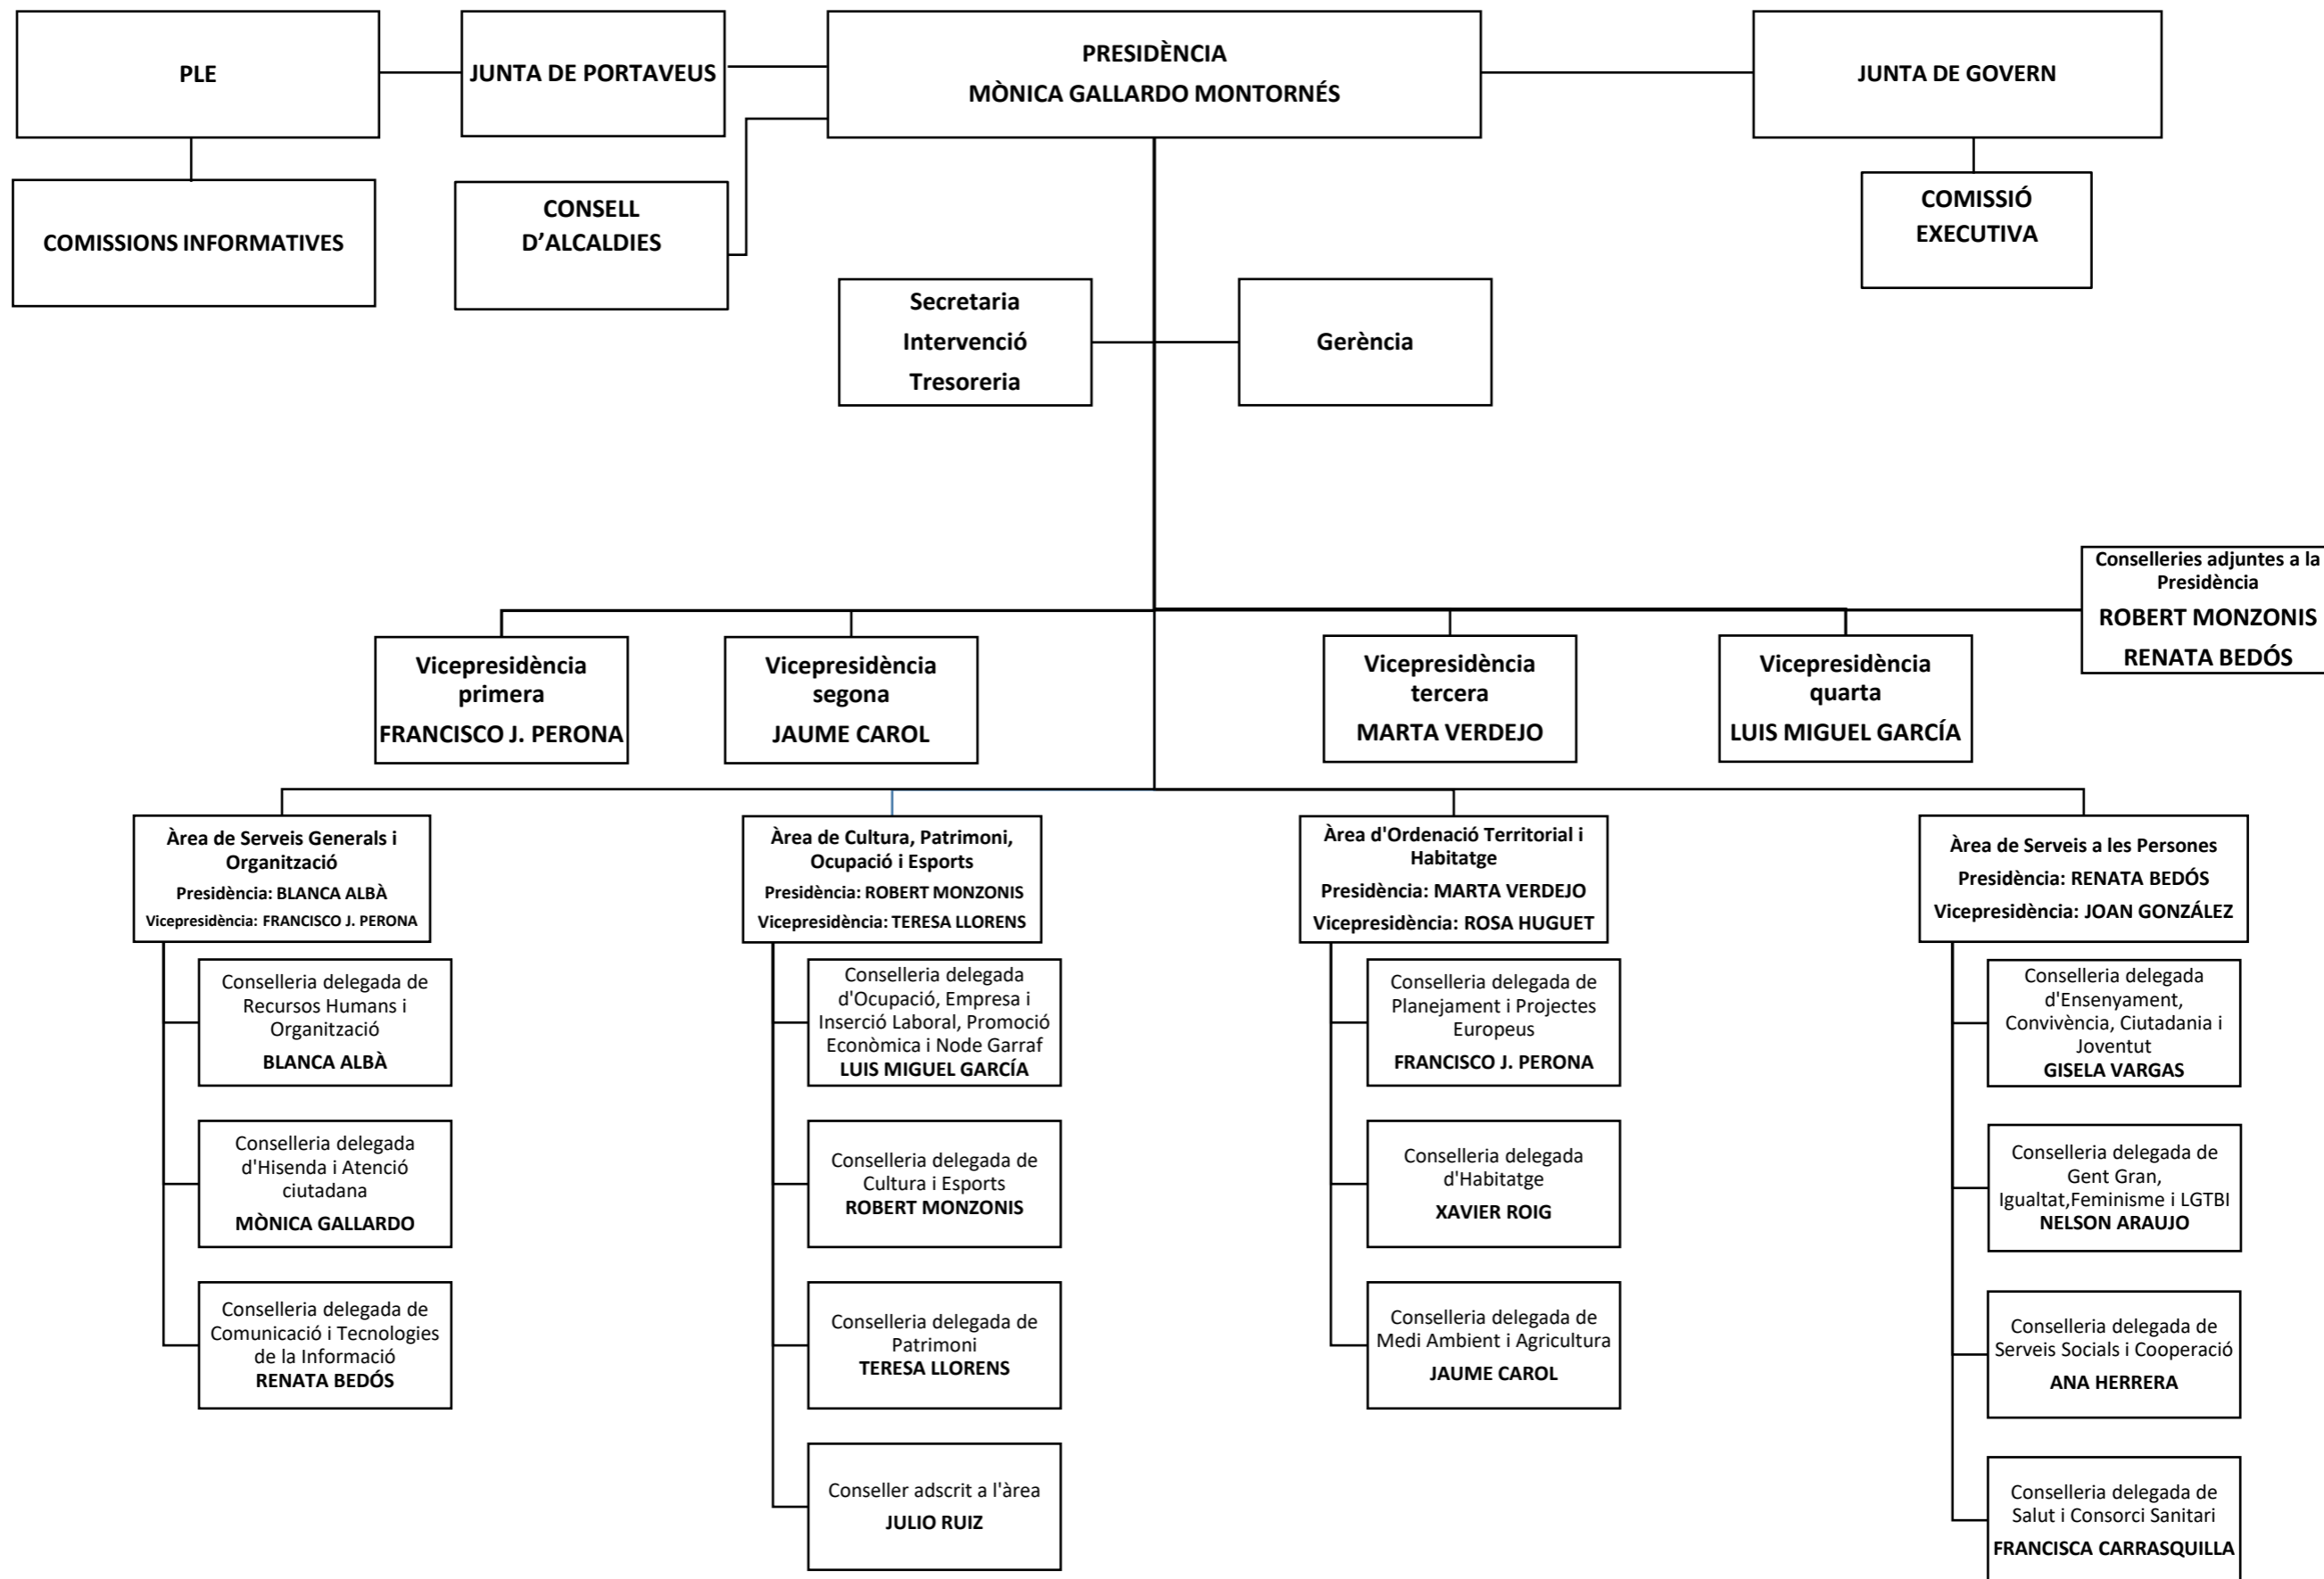 PLE
JUNTA DE PORTAVEUS
PRESIDÈNCIA
MÒNICA GALLARDO MONTORNÉS
JUNTA DE GOVERN
COMISSIONS INFORMATIVES
CONSELL
D’ALCALDIES
COMISSIÓ
EXECUTIVA
Secretaria
Intervenció
Tresoreria
Gerència
Conselleries adjuntes a la
Presidència
ROBERT MONZONIS
RENATA BEDÓS
Vicepresidència
primera
FRANCISCO J. PERONA
Vicepresidència
segona
JAUME CAROL
Vicepresidència
tercera
MARTA VERDEJO
Vicepresidència
quarta
LUIS MIGUEL GARCÍA
Àrea de Serveis Generals i
Organització
Presidència: BLANCA ALBÀ
Vicepresidència: FRANCISCO J. PERONA
Conselleria delegada de
Recursos Humans i
Organització
BLANCA ALBÀ
Conselleria delegada
d'Hisenda i Atenció
ciutadana
MÒNICA GALLARDO
Conselleria delegada de
Comunicació i Tecnologies
de la Informació
RENATA BEDÓS
Àrea de Cultura, Patrimoni,
Ocupació i Esports
Presidència: ROBERT MONZONIS
Vicepresidència: TERESA LLORENS
Conselleria delegada
d'Ocupació, Empresa i
Inserció Laboral, Promoció
Econòmica i Node Garraf
LUIS MIGUEL GARCÍA
Conselleria delegada de
Cultura i Esports
ROBERT MONZONIS
Conselleria delegada de
Patrimoni
TERESA LLORENS
Conseller adscrit a l'àrea
JULIO RUIZ
Àrea d'Ordenació Territorial i
Habitatge
Presidència: MARTA VERDEJO
Vicepresidència: ROSA HUGUET
Conselleria delegada de
Planejament i Projectes
Europeus
FRANCISCO J. PERONA
Conselleria delegada
d'Habitatge
XAVIER ROIG
Conselleria delegada de
Medi Ambient i Agricultura
JAUME CAROL
Àrea de Serveis a les Persones
Presidència: RENATA BEDÓS
Vicepresidència: JOAN GONZÁLEZ
Conselleria delegada
d'Ensenyament,
Convivència, Ciutadania i
Joventut
GISELA VARGAS
Conselleria delegada de
Gent Gran,
Igualtat,Feminisme i LGTBI
NELSON ARAUJO
Conselleria delegada de
Serveis Socials i Cooperació
ANA HERRERA
Conselleria delegada de
Salut i Consorci Sanitari
FRANCISCA CARRASQUILLA